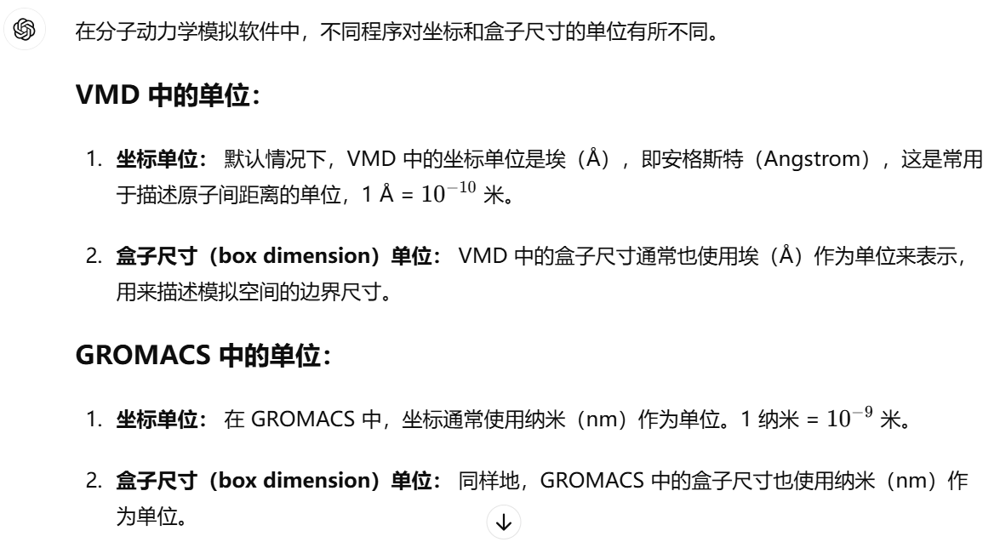 在分子动力学模拟软件中，不同程序对坐标和盒子尺寸的单位有所不同。
VMD 中的单位：
1. 坐标单位： 默认情况下，VMD 中的坐标单位是埃（Å），即安格斯特（Angstrom），这是常用
于描述原子间距离的单位，1 Å = 10⁻¹⁰ 米。
2. 盒子尺寸（box dimension）单位： VMD 中的盒子尺寸通常也使用埃（Å）作为单位来表示，
用来描述模拟空间的边界尺寸。
GROMACS 中的单位：
1. 坐标单位： 在 GROMACS 中，坐标通常使用纳米（nm）作为单位。1 纳米 = 10⁻⁹ 米。
2. 盒子尺寸（box dimension）单位： 同样地，GROMACS 中的盒子尺寸也使用纳米（nm）作
为单位。